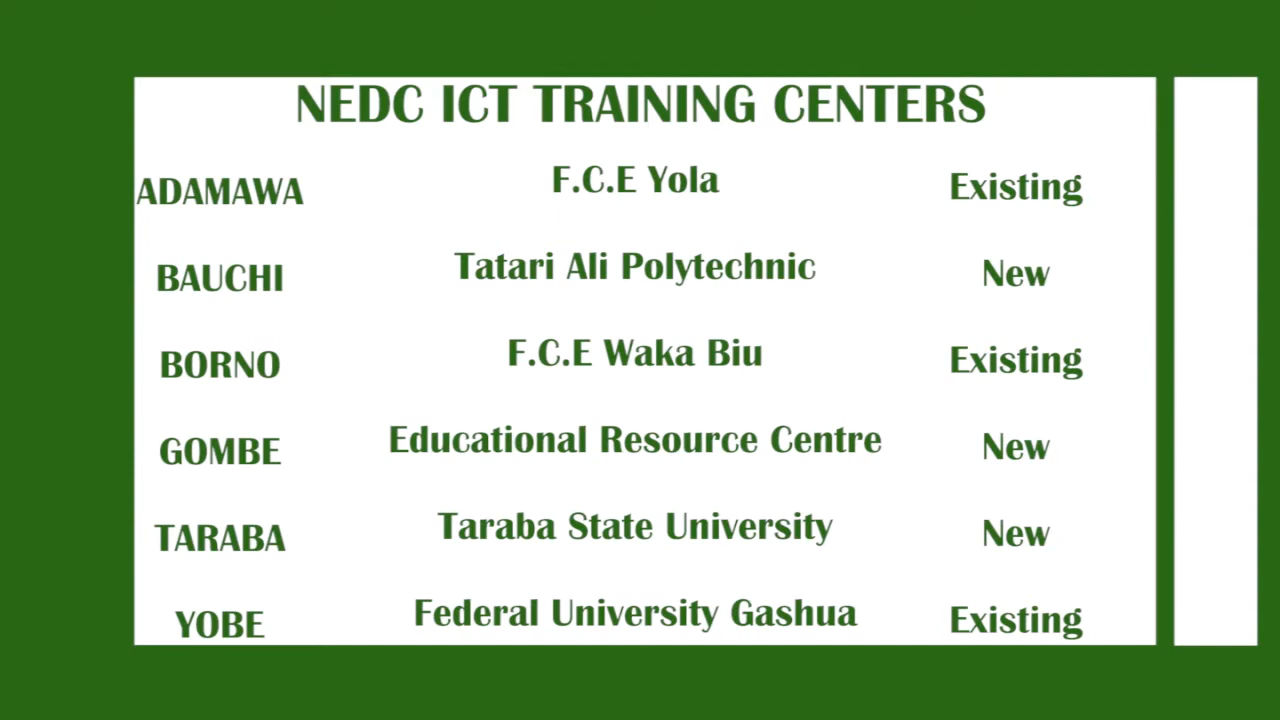 NEDC ICT TRAINING CENTERS
ADAMAWA F.C.E Yola Existing
BAUCHI Tatari Ali Polytechnic New
BORNO F.C.E Waka Biu Existing
GOMBE Educational Resource Centre New
TARABA Taraba State University New
YOBE Federal University Gashua Existing